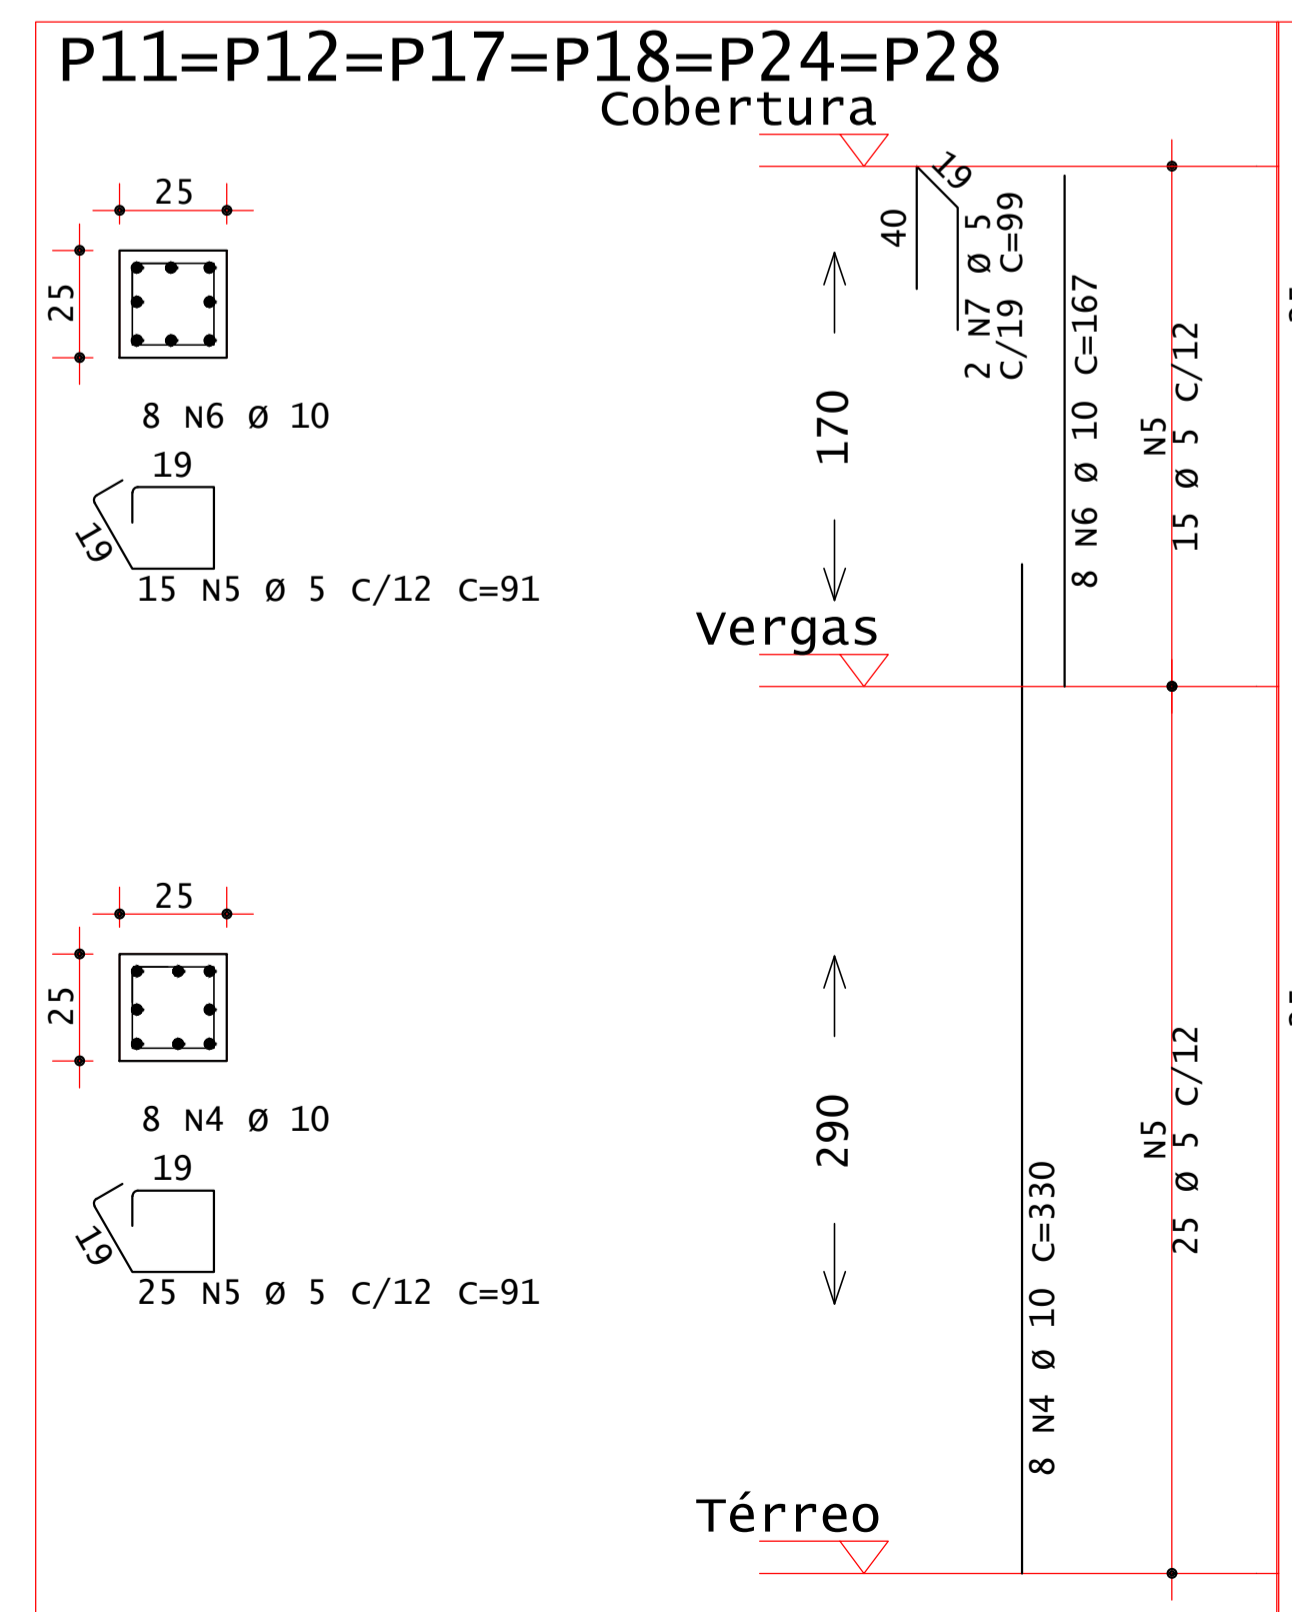 P11=P12=P17=P18=P24=P28
Cobertura
25
25
8 N6 Ø 10
19
19
15 N5 Ø 5 C/12 C=91
40
19
2 N7 Ø 5
C/19 C=99
170
8 N6 Ø 10 C=167
N5
15 Ø 5 C/12
Vergas
25
25
8 N4 Ø 10
19
19
25 N5 Ø 5 C/12 C=91
290
8 N4 Ø 10 C=330
N5
25 Ø 5 C/12
Térreo